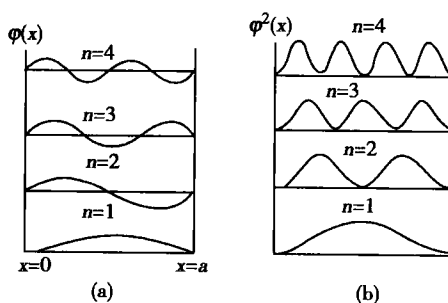 φ(x)
n=4
n=3
n=2
n=1
x=0
x=a
(a)
φ²(x)
n=4
n=3
n=2
n=1
(b)